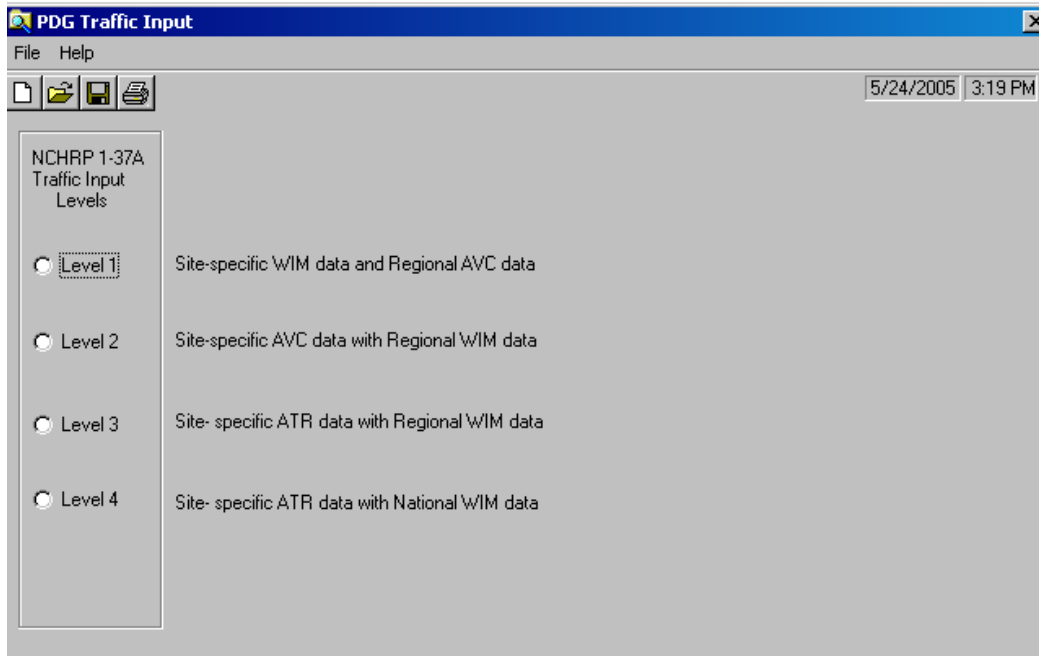 PDG Traffic Input
File Help
5/24/2005 3:19 PM
NCHRP 1-37A
Traffic Input
Levels
Level 1 Site-specific WIM data and Regional AVC data
Level 2 Site-specific AVC data with Regional WIM data
Level 3 Site- specific ATR data with Regional WIM data
Level 4 Site- specific ATR data with National WIM data